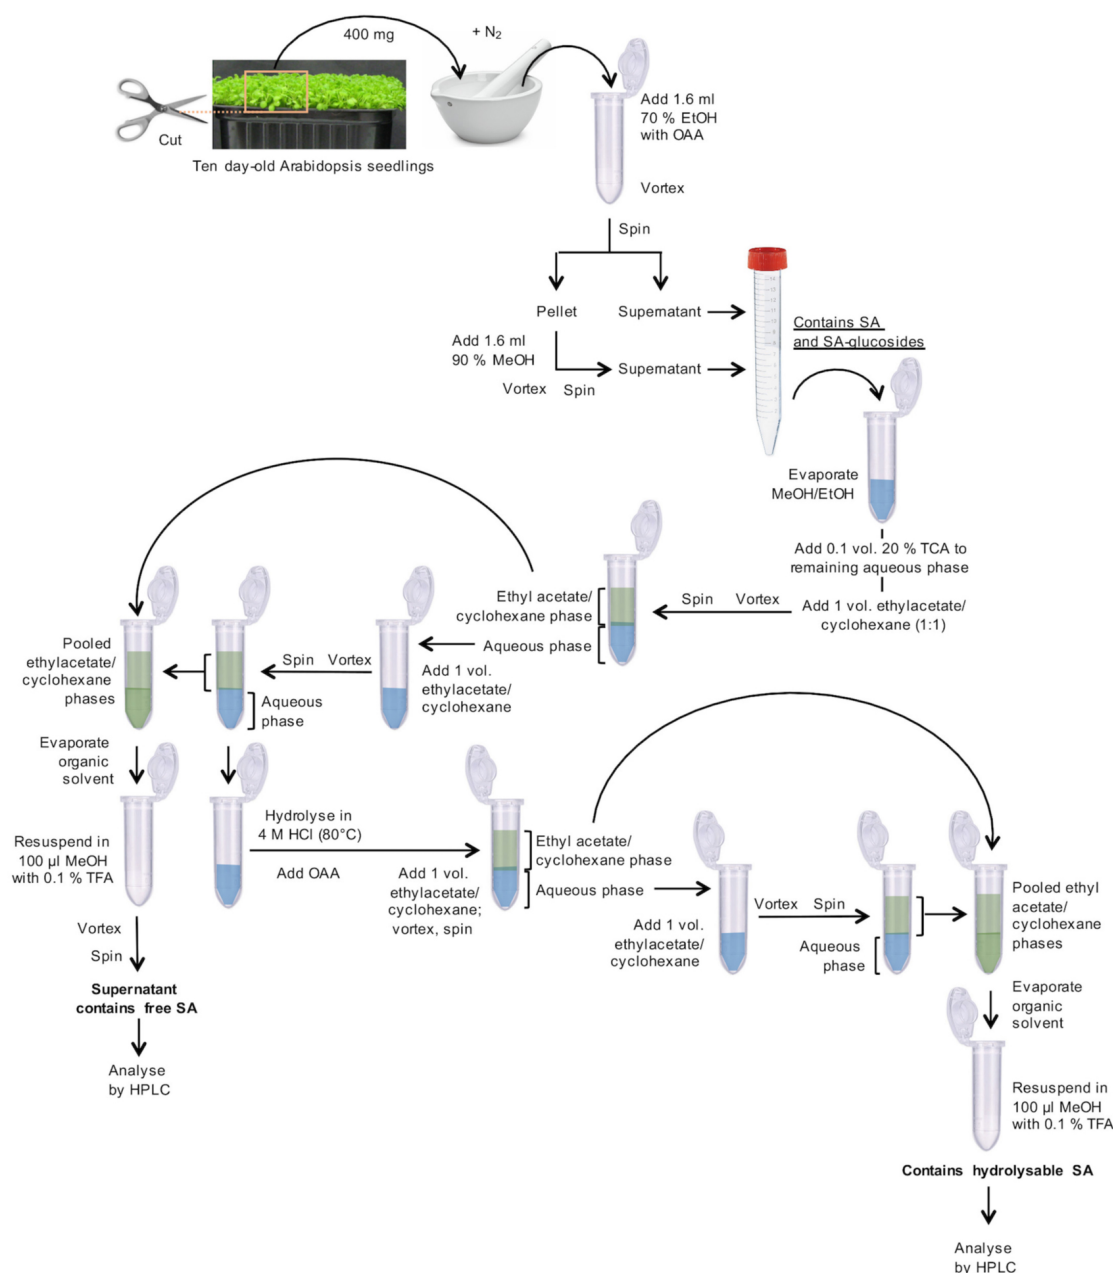 400 mg
+ N2
Cut
Ten day-old Arabidopsis seedlings
Add 1.6 ml
70 % EtOH
with OAA
Vortex
Spin
Pellet
Supernatant
Add 1.6 ml
90 % MeOH
Vortex Spin
Supernatant
Contains SA
and SA-glucosides
Evaporate
MeOH/EtOH
Add 0.1 vol. 20 % TCA to
remaining aqueous phase
Add 1 vol. ethylacetate/
cyclohexane (1:1)
Spin Vortex
Ethyl acetate/
cyclohexane phase
Aqueous phase
Add 1 vol.
ethylacetate/
cyclohexane
Spin Vortex
Aqueous
phase
Pooled
ethylacetate/
cyclohexane
phases
Evaporate
organic
solvent
Resuspend in
100 µl MeOH
with 0.1 % TFA
Vortex
Spin
Supernatant
contains free SA
Analyse
by HPLC
Hydrolyse in
4 M HCl (80°C)
Add OAA
Add 1 vol.
ethylacetate/
cyclohexane;
vortex, spin
Ethyl acetate/
cyclohexane phase
Aqueous phase
Add 1 vol.
ethylacetate/
cyclohexane
Vortex Spin
Aqueous
phase
Pooled ethyl
acetate/
cyclohexane
phases
Evaporate
organic
solvent
Resuspend in
100 µl MeOH
with 0.1 % TFA
Contains hydrolysable SA
Analyse
by HPLC